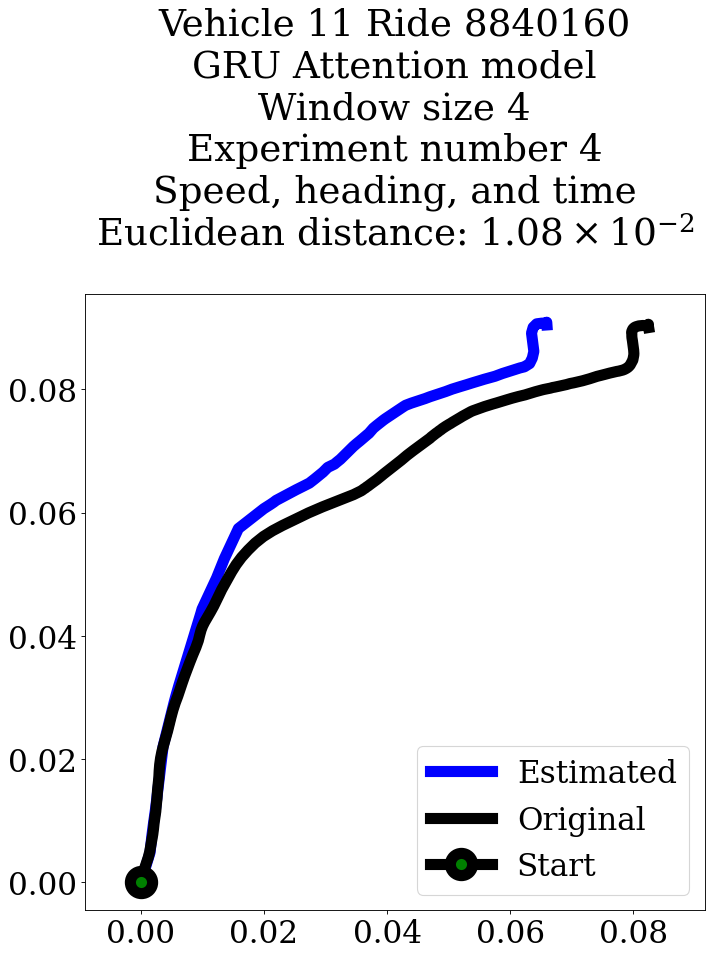 Vehicle 11 Ride 8840160
GRU Attention model
Window size 4
Experiment number 4
Speed, heading, and time
Euclidean distance: 1.08 × 10⁻²
0.08
0.06
0.04
0.02
0.00
Estimated
Original
Start
0.00 0.02 0.04 0.06 0.08